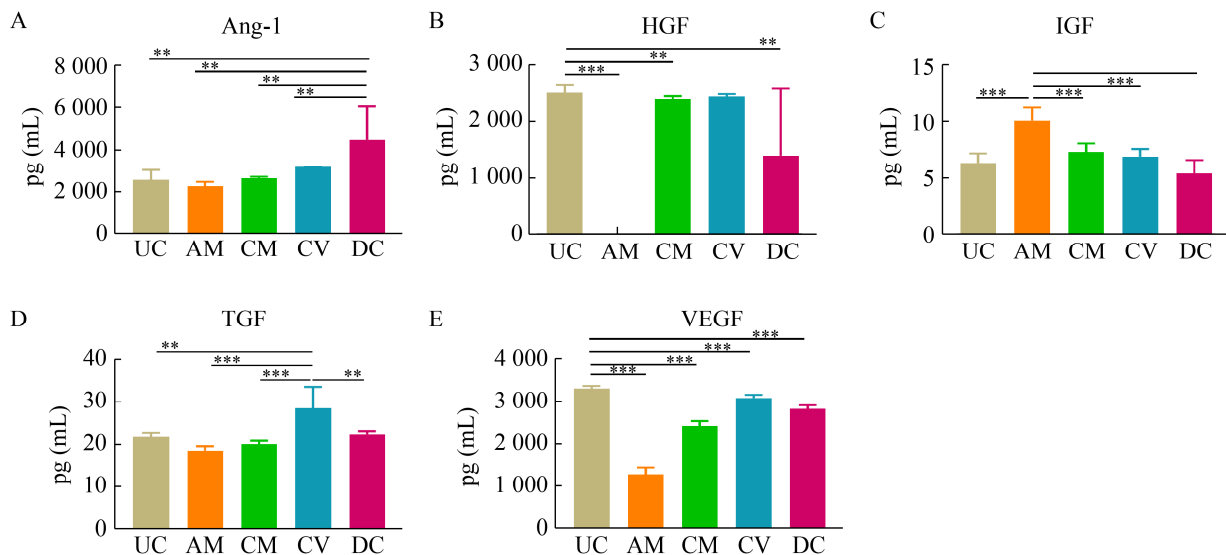 A
Ang-1
**
**
**
**
8 000
6 000
4 000
2 000
0
pg (mL)
UC AM CM CV DC
B
HGF
**
**
***
3 000
2 000
1 000
0
pg (mL)
UC AM CM CV DC
C
IGF
***
***
***
15
10
5
0
pg (mL)
UC AM CM CV DC
D
TGF
**
***
***
**
40
30
20
10
0
pg (mL)
UC AM CM CV DC
E
VEGF
***
***
***
***
4 000
3 000
2 000
1 000
0
pg (mL)
UC AM CM CV DC